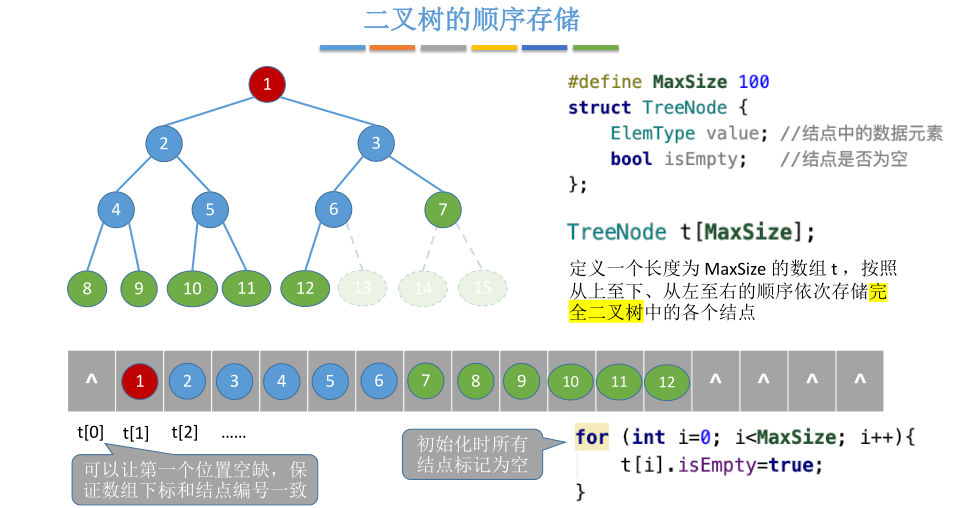 二叉树的顺序存储
1
2
3
4
5
6
7
8
9
10
11
12
13
14
15
#define MaxSize 100
struct TreeNode {
ElemType value; //结点中的数据元素
bool isEmpty; //结点是否为空
};
TreeNode t[MaxSize];
定义一个长度为 MaxSize 的数组 t ，按照
从上至下、从左至右的顺序依次存储完
全二叉树中的各个结点
^ 1 2 3 4 5 6 7 8 9 10 11 12 ^ ^ ^ ^
t[0] t[1] t[2] ……
可以让第一个位置空缺，保
证数组下标和结点编号一致
初始化时所有
结点标记为空
for (int i=0; i<MaxSize; i++){
t[i].isEmpty=true;
}